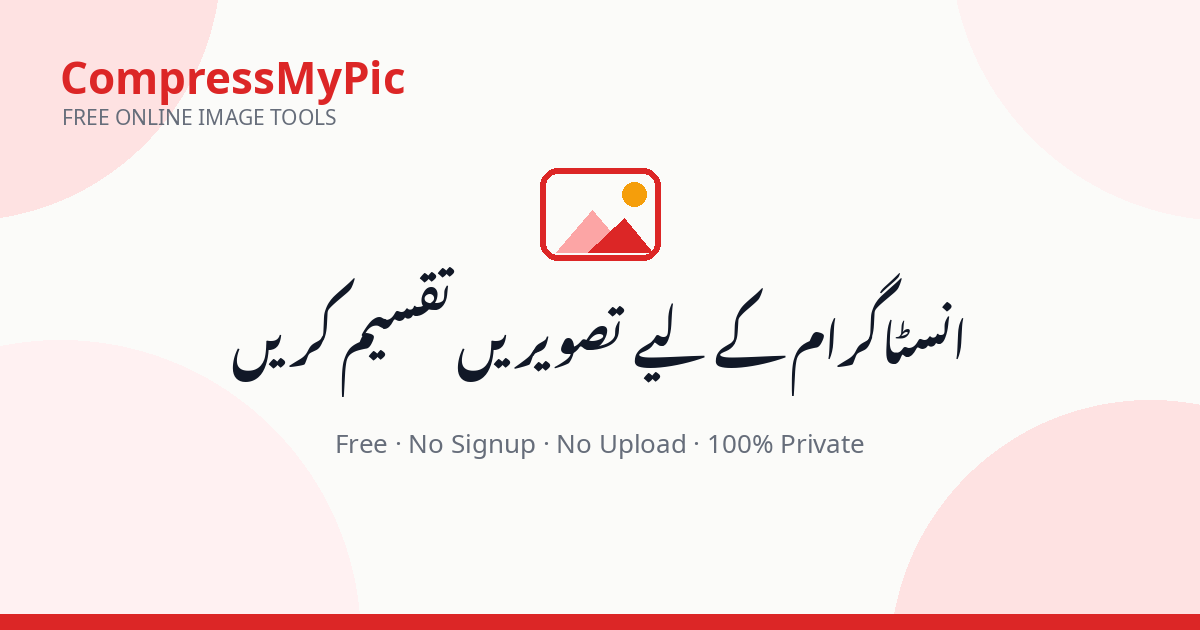 CompressMyPic
FREE ONLINE IMAGE TOOLS
انسٹاگرام کے لیے تصویریں تقسیم کریں
Free · No Signup · No Upload · 100% Private